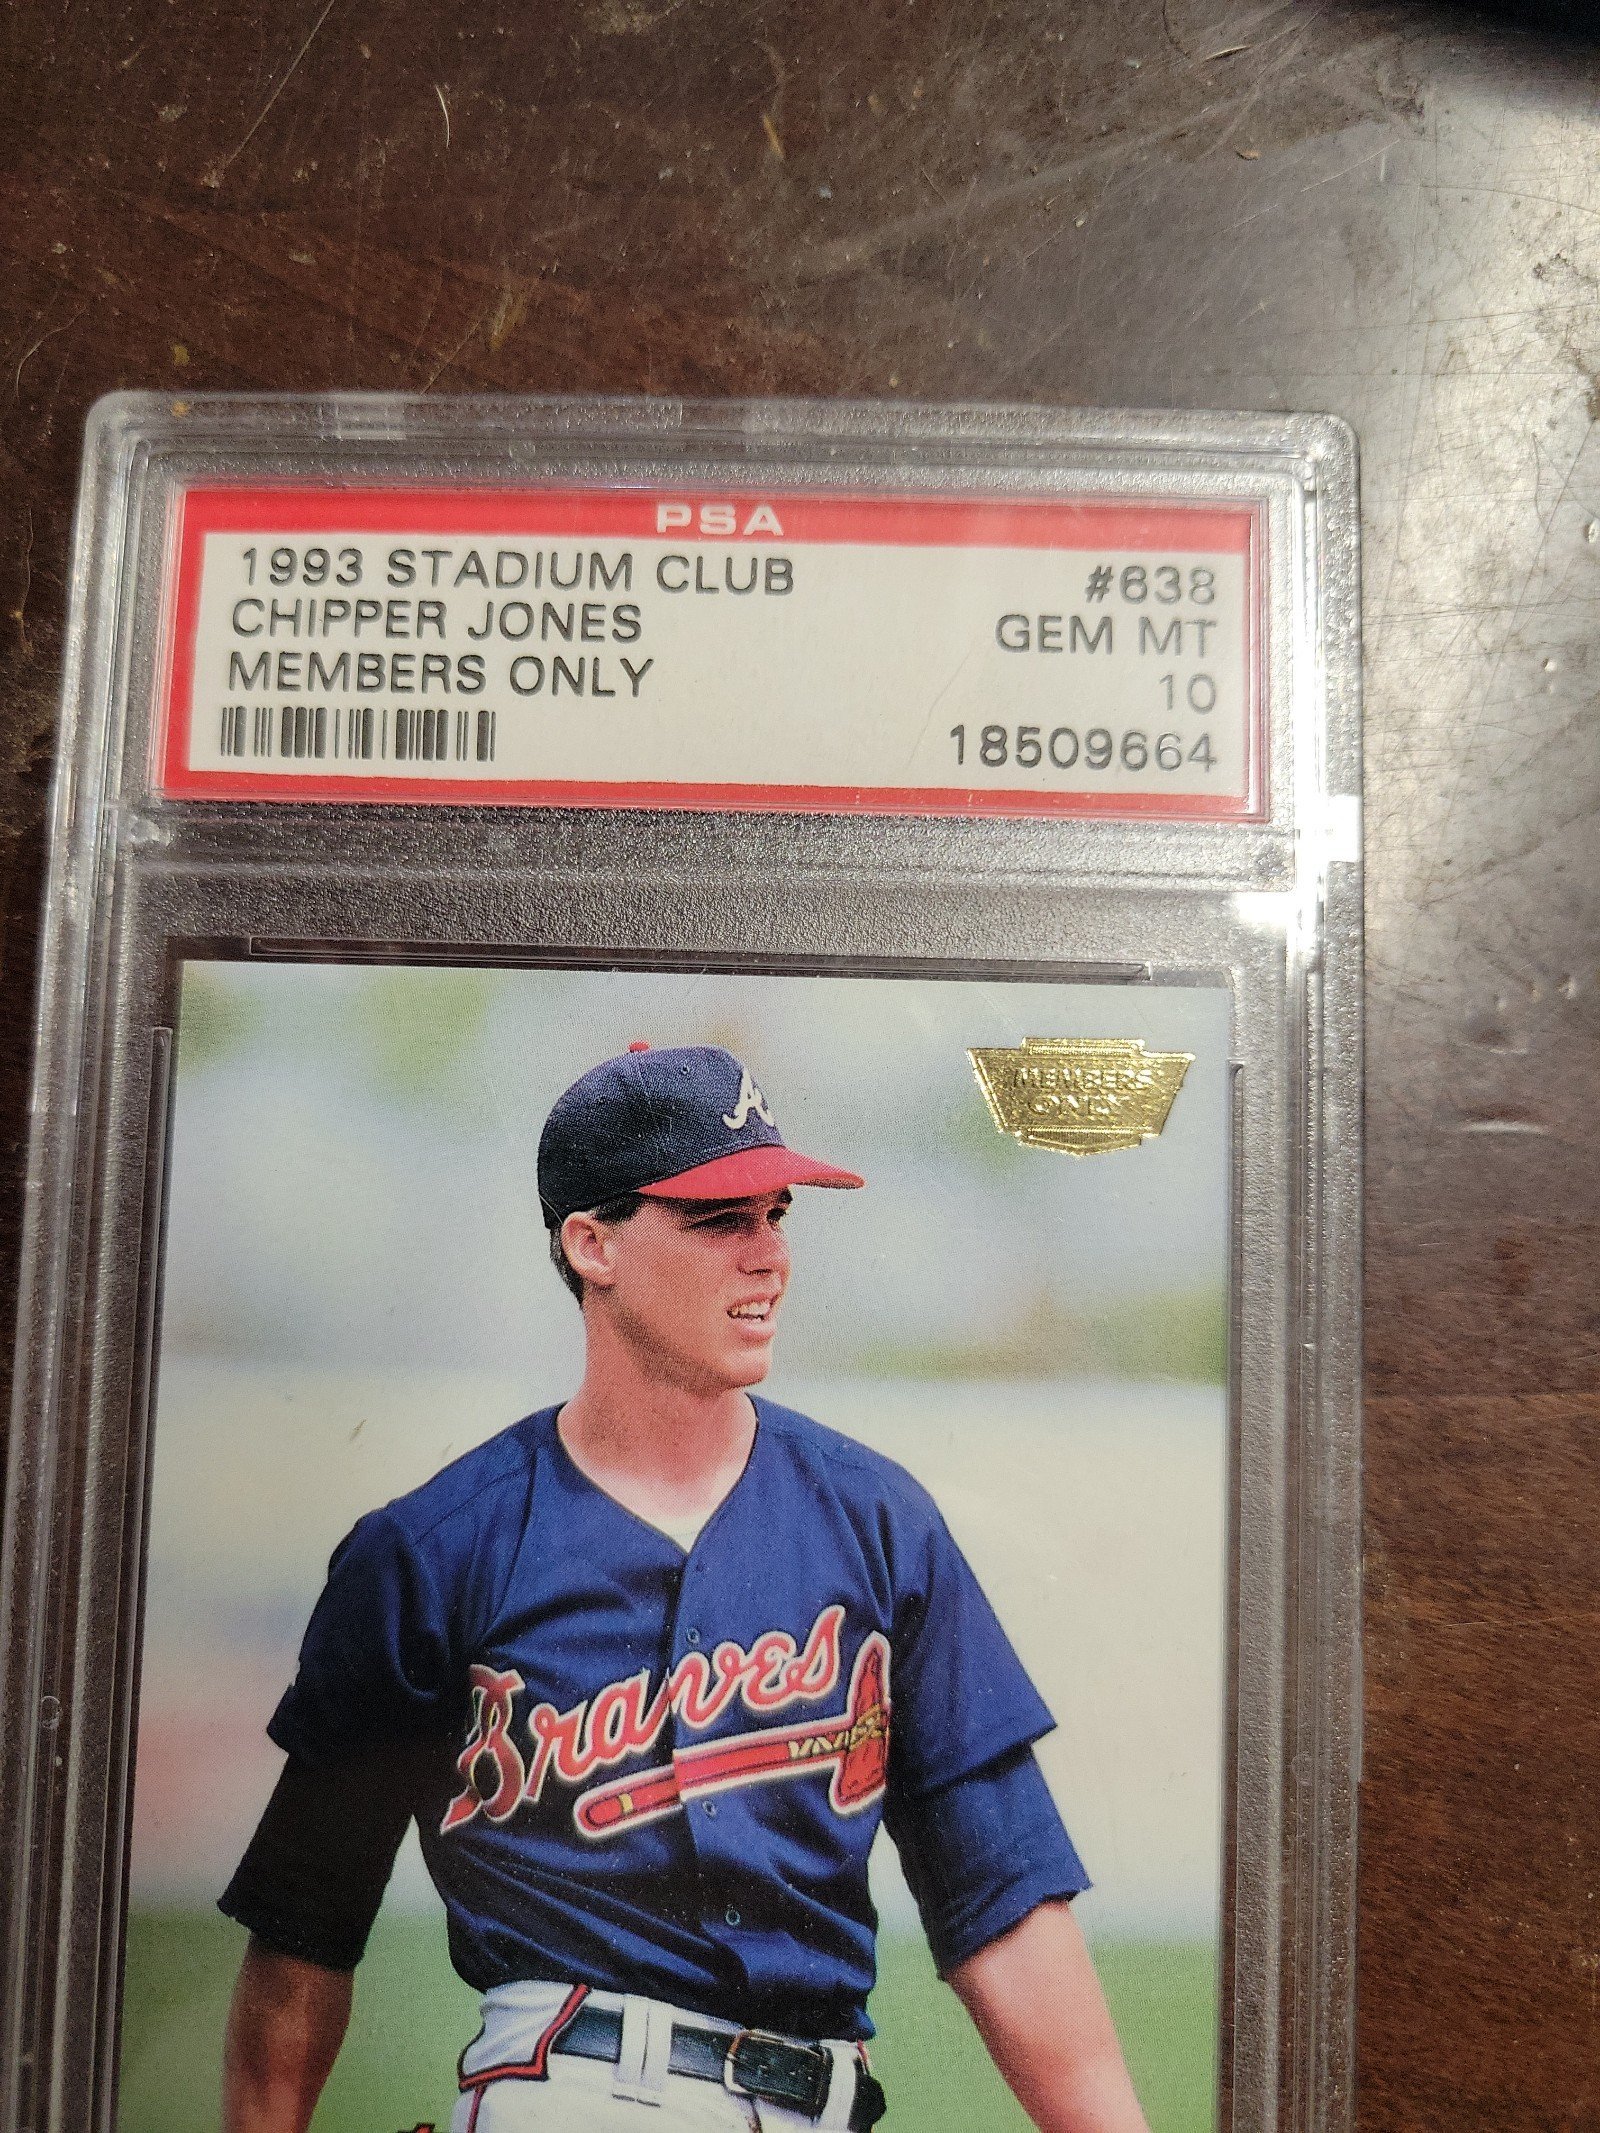 PSA
1993 STADIUM CLUB #638
CHIPPER JONES GEM MT
MEMBERS ONLY 10
18509664
MEMBERS
ONLY
A
Braves